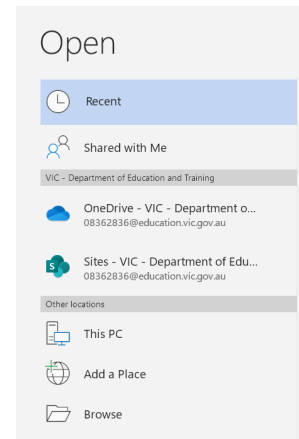 Open
Recent
Shared with Me
VIC - Department of Education and Training
OneDrive - VIC - Department o...
08362836@education.vic.gov.au
S
Sites - VIC - Department of Edu...
08362836@education.vic.gov.au
Other locations
This PC
Add a Place
Browse